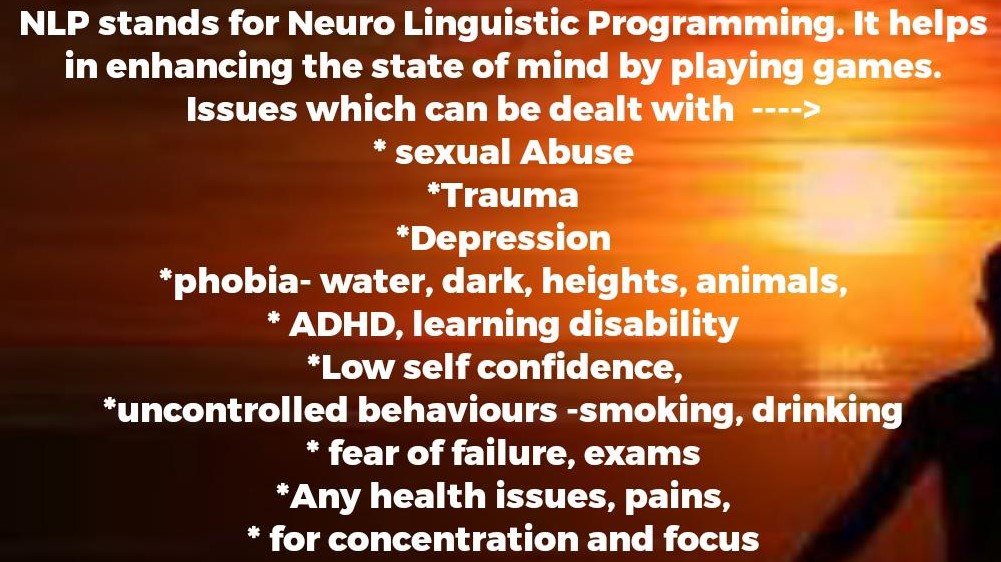 NLP stands for Neuro Linguistic Programming. It helps
in enhancing the state of mind by playing games.
Issues which can be dealt with ---->
* sexual Abuse
*Trauma
*Depression
*phobia- water, dark, heights, animals,
* ADHD, learning disability
*Low self confidence,
*uncontrolled behaviours -smoking, drinking
* fear of failure, exams
*Any health issues, pains,
* for concentration and focus